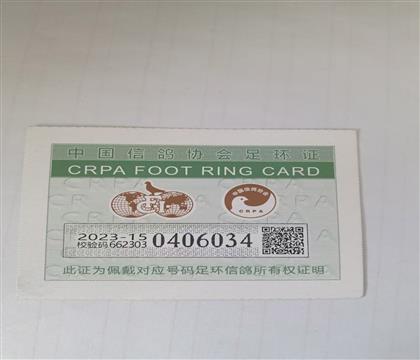 中国信鸽协会足环证
CRPA FOOT RING CARD
CRPA
2023-15
校验码 662303
0406034
此证为佩戴对应号码足环信鸽所有权证明